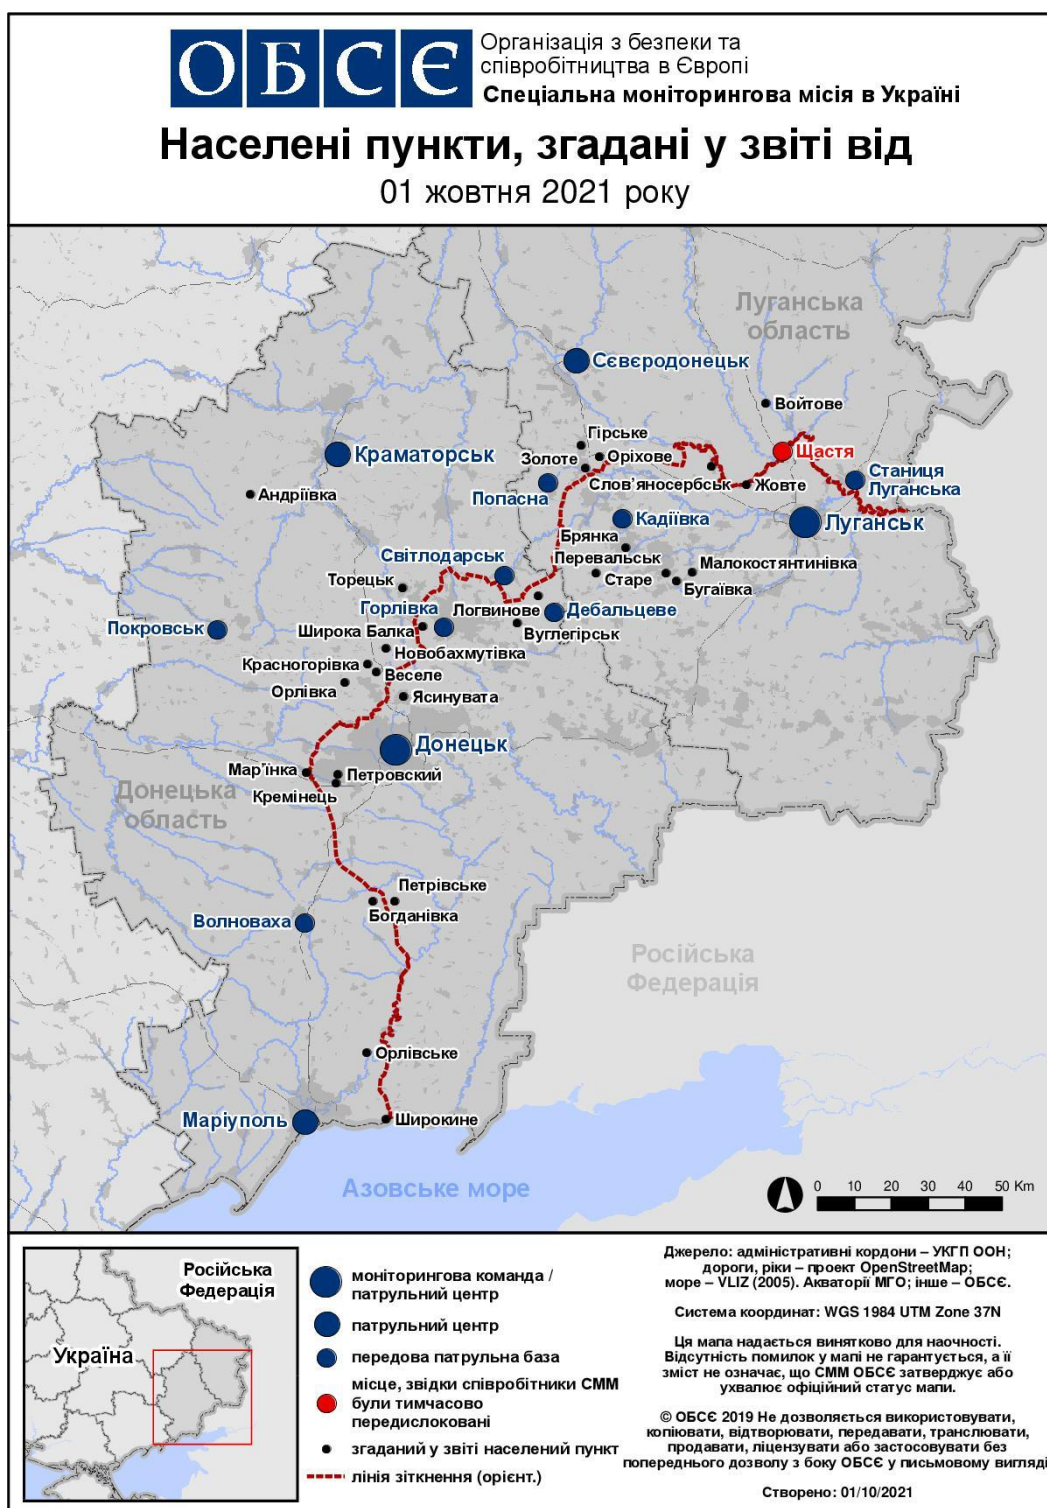 ОБСЄ
Організація з безпеки та
співробітництва в Європі
Спеціальна моніторингова місія в Україні
Населені пункти, згадані у звіті від
01 жовтня 2021 року
Луганська
область
Сєвєродонецьк
Войтове
Гірське
Щастя
Оріхове
Золоте
Краматорськ
Станиця
Луганська
Слов'яносербськ
Жовте
Попасна
Андріївка
Кадіївка
Луганськ
Брянка
Світлодарськ
Перевальськ
Малокостянтинівка
Старе
Бугаївка
Торецьк
Горлівка
Логвинове
Дебальцеве
Покровськ
Широка Балка
Вуглегірськ
Новобахмутівка
Красногорівка
Веселе
Орлівка
Ясинувата
Донецьк
Мар'їнка
Петровский
Кремінець
Донецька
область
Петрівське
Богданівка
Волноваха
Російська
Федерація
Орлівське
Маріуполь
Широкине
Азовське море
0 10 20 30 40 50 Km
Російська
Федерація
Україна
моніторингова команда /
патрульний центр
патрульний центр
передова патрульна база
місце, звідки співробітники СММ
були тимчасово
передислоковані
згаданий у звіті населений пункт
лінія зіткнення (орієнт.)
Джерело: адміністративні кордони – УКГП ООН;
дороги, ріки – проект OpenStreetMap;
море – VLIZ (2005). Акваторії МГО; інше – ОБСЄ.
Система координат: WGS 1984 UTM Zone 37N
Ця мапа надається винятково для наочності.
Відсутність помилок у мапі не гарантується, а її
зміст не означає, що СММ ОБСЄ затверджує або
ухвалює офіційний статус мапи.
© ОБСЄ 2019 Не дозволяється використовувати,
копіювати, відтворювати, передавати, транслювати,
продавати, ліцензувати або застосовувати без
попереднього дозволу з боку ОБСЄ у письмовому вигляді
Створено: 01/10/2021